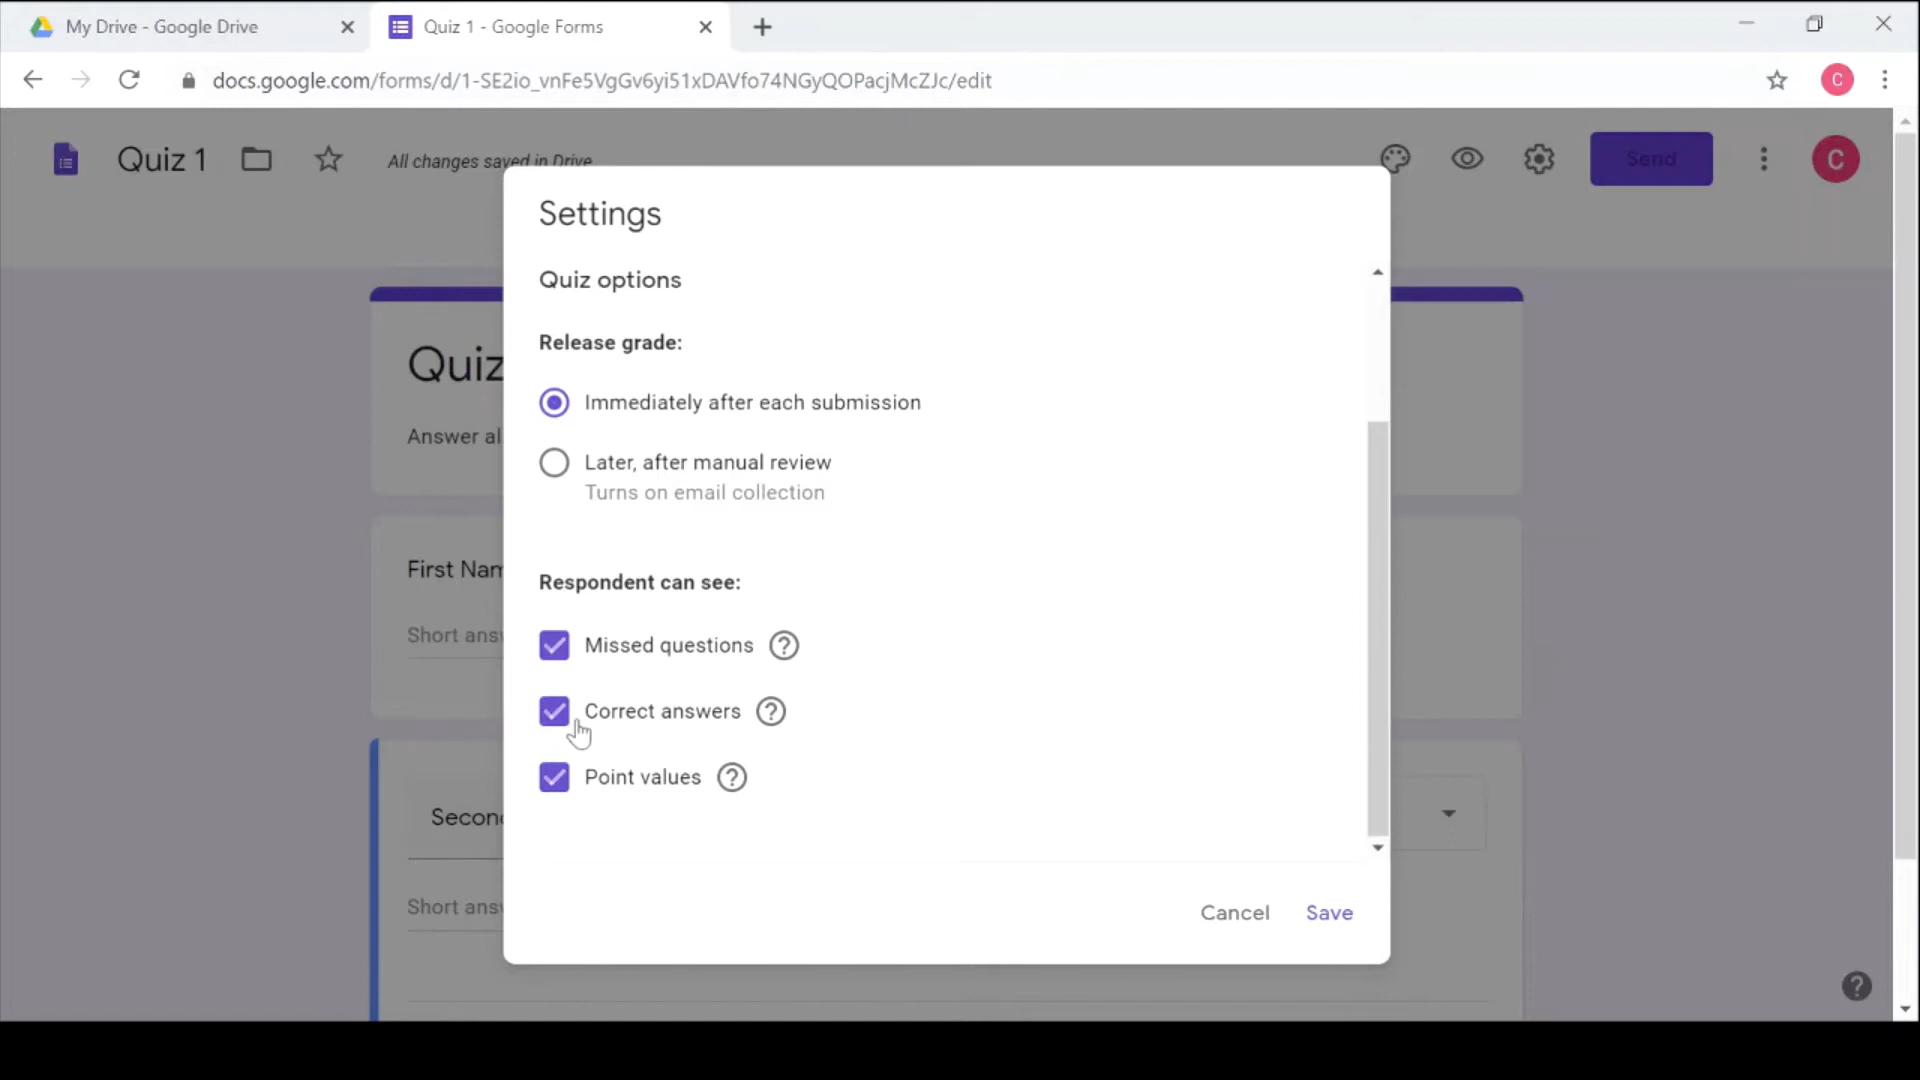 My Drive - Google Drive
Quiz 1 - Google Forms
docs.google.com/forms/d/1-SE2io_vnFe5VgGv6yi51xDAVfo74NGyQOPacjMcZJc/edit
C
Quiz 1
All changes saved in Drive
Send
C
Settings
Quiz options
Release grade:
Quiz
Immediately after each submission
Answer al
Later, after manual review
Turns on email collection
First Nam
Respondent can see:
Short ans
Missed questions ?
Correct answers ?
Point values ?
Secon
Short ans
Cancel Save
?